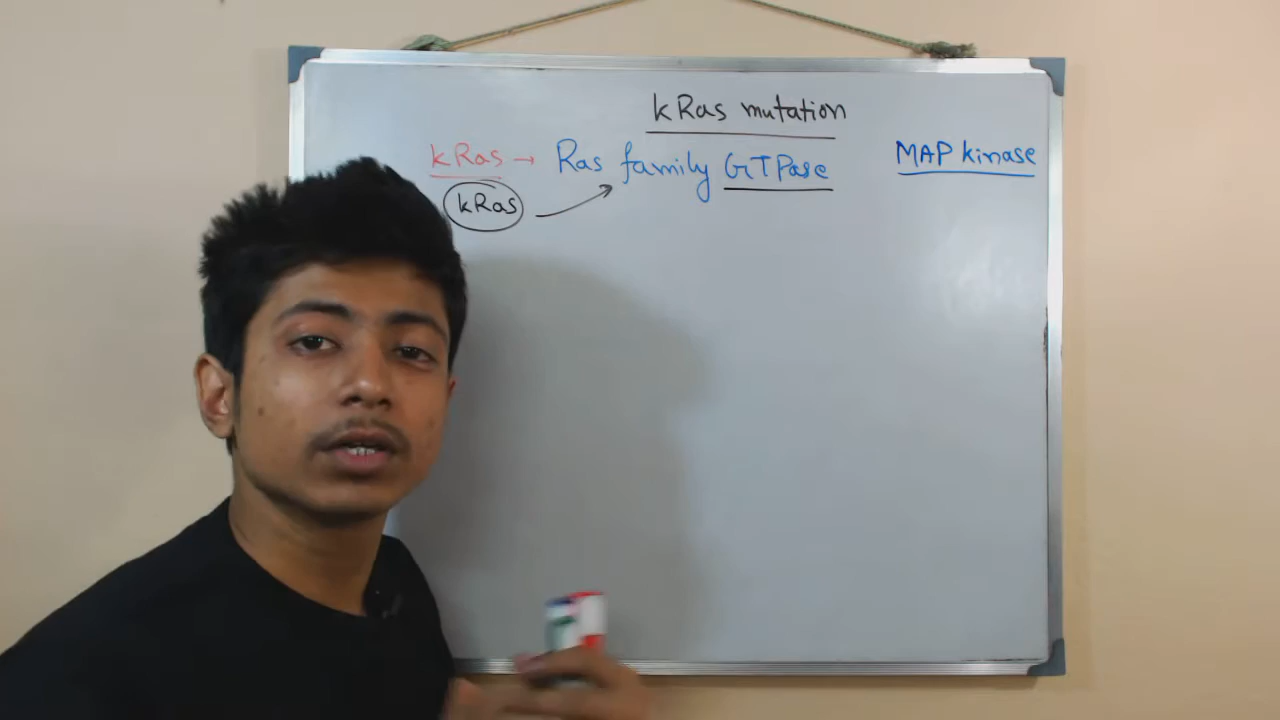 kRas mutation
kRas → Ras family GTPase
MAP kinase
kRas